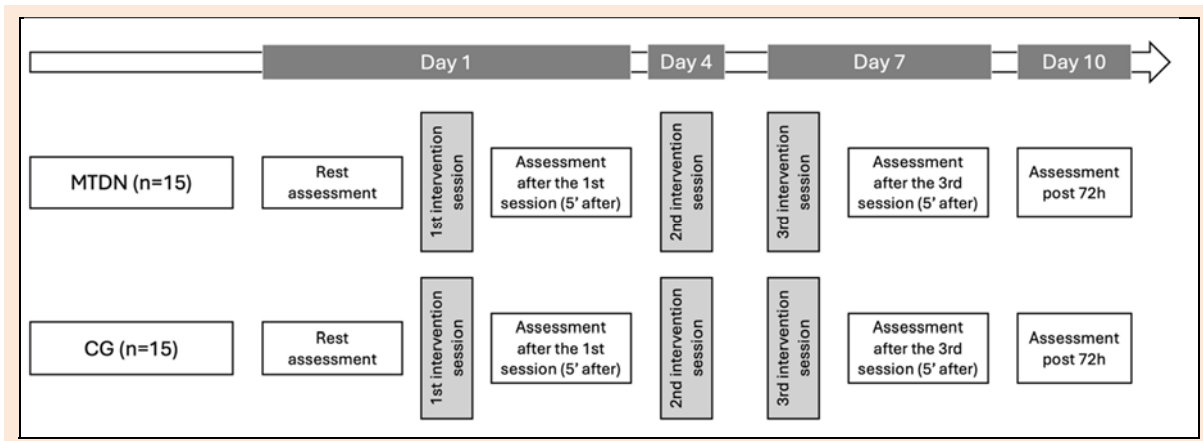 Day 1
Day 4
Day 7
Day 10
MTDN (n=15)
Rest
assessment
1st intervention
session
Assessment
after the 1st
session (5' after)
2nd intervention
session
3rd intervention
session
Assessment
after the 3rd
session (5' after)
Assessment
post 72h
CG (n=15)
Rest
assessment
1st intervention
session
Assessment
after the 1st
session (5' after)
2nd intervention
session
3rd intervention
session
Assessment
after the 3rd
session (5' after)
Assessment
post 72h